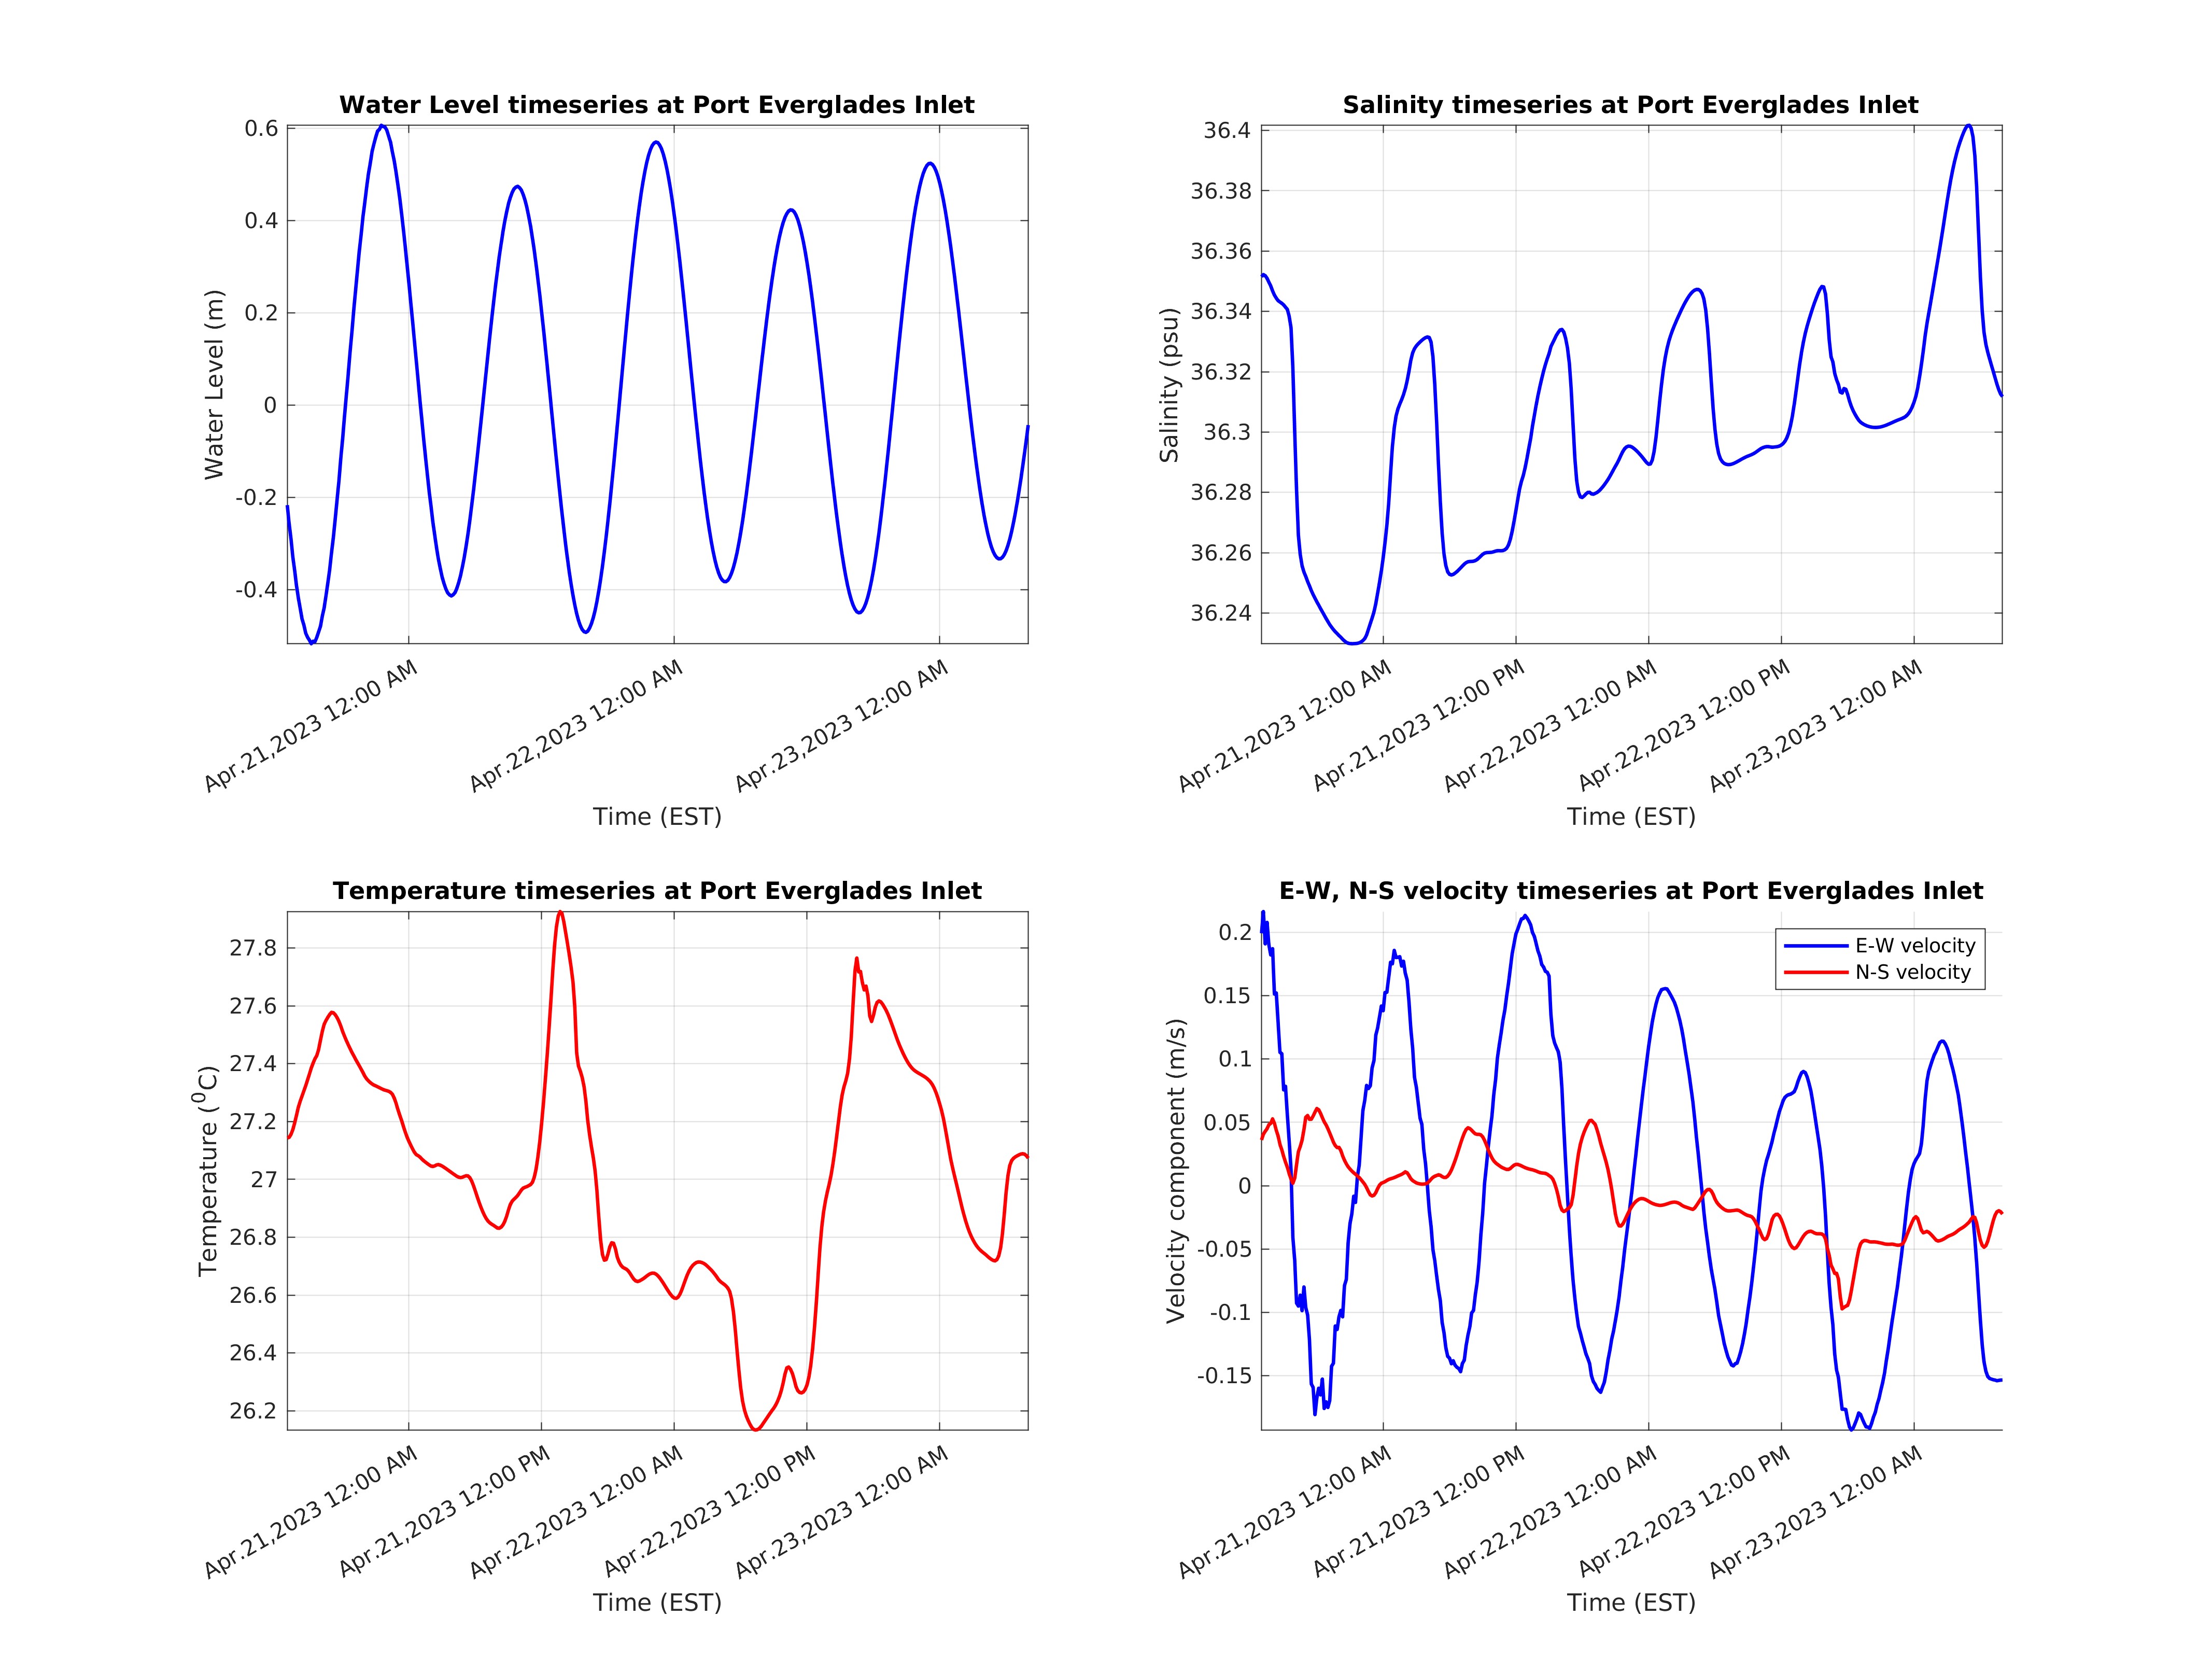 Water Level timeseries at Port Everglades Inlet
Water Level (m)
0.6
0.4
0.2
0
-0.2
-0.4
Apr.21,2023 12:00 AM
Apr.22,2023 12:00 AM
Apr.23,2023 12:00 AM
Time (EST)
Salinity timeseries at Port Everglades Inlet
Salinity (psu)
36.4
36.38
36.36
36.34
36.32
36.3
36.28
36.26
36.24
Apr.21,2023 12:00 AM
Apr.21,2023 12:00 PM
Apr.22,2023 12:00 AM
Apr.22,2023 12:00 PM
Apr.23,2023 12:00 AM
Time (EST)
Temperature timeseries at Port Everglades Inlet
Temperature (⁰C)
27.8
27.6
27.4
27.2
27
26.8
26.6
26.4
26.2
Apr.21,2023 12:00 AM
Apr.21,2023 12:00 PM
Apr.22,2023 12:00 AM
Apr.22,2023 12:00 PM
Apr.23,2023 12:00 AM
Time (EST)
E-W, N-S velocity timeseries at Port Everglades Inlet
Velocity component (m/s)
0.2
0.15
0.1
0.05
0
-0.05
-0.1
-0.15
E-W velocity
N-S velocity
Apr.21,2023 12:00 AM
Apr.21,2023 12:00 PM
Apr.22,2023 12:00 AM
Apr.22,2023 12:00 PM
Apr.23,2023 12:00 AM
Time (EST)